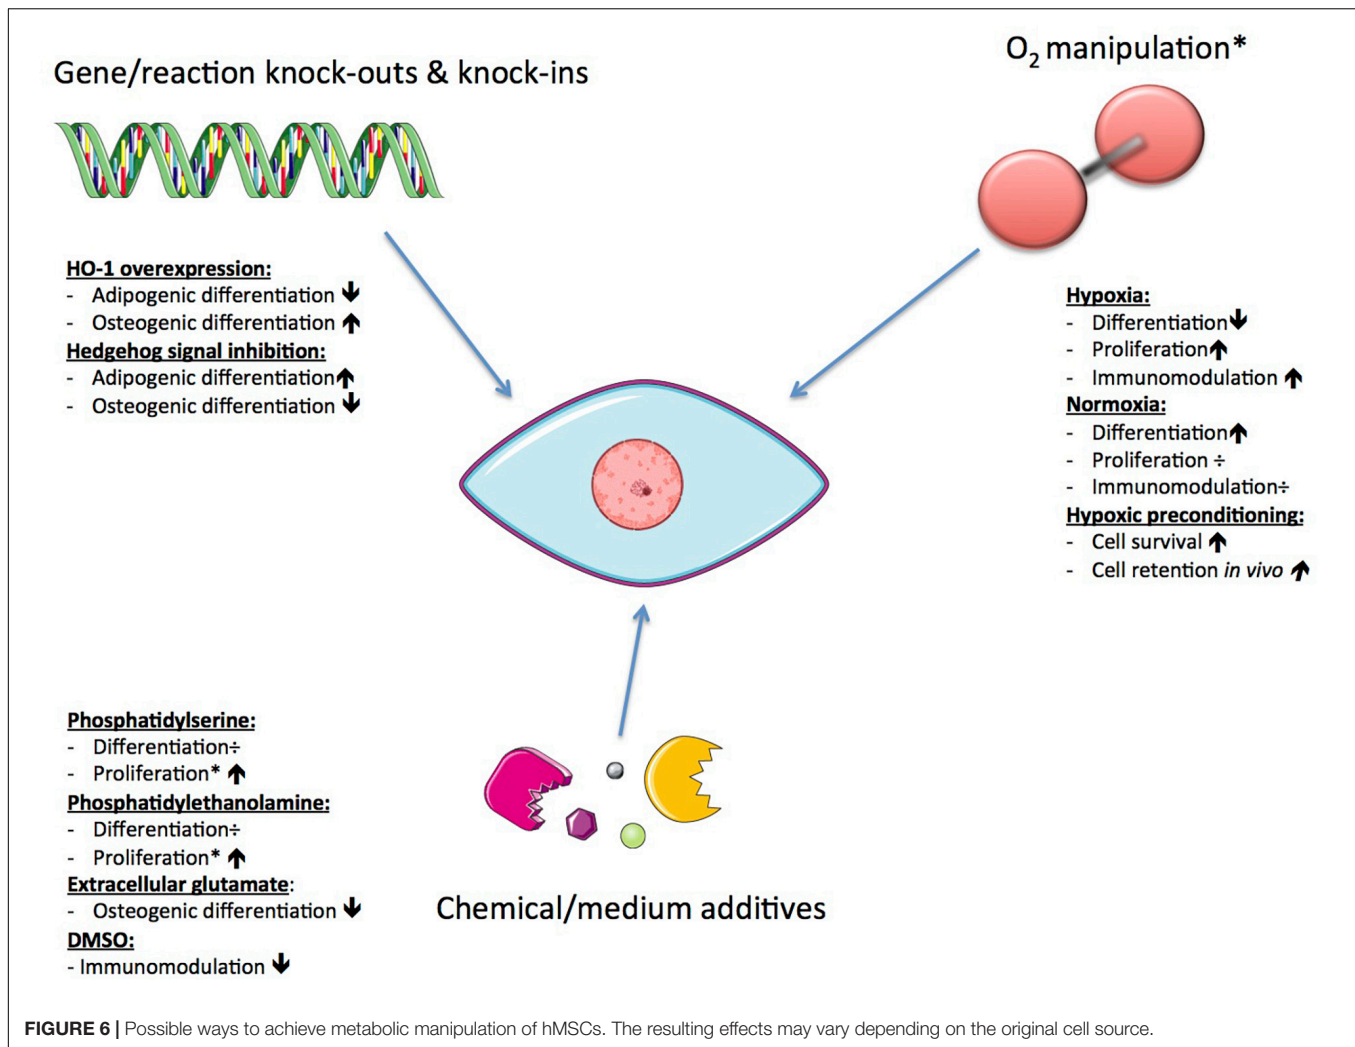 Gene/reaction knock-outs & knock-ins
HO-1 overexpression:
- Adipogenic differentiation ↓
- Osteogenic differentiation ↑
Hedgehog signal inhibition:
- Adipogenic differentiation↑
- Osteogenic differentiation ↓
O₂ manipulation*
Hypoxia:
- Differentiation↓
- Proliferation↑
- Immunomodulation ↑
Normoxia:
- Differentiation↑
- Proliferation ÷
- Immunomodulation÷
Hypoxic preconditioning:
- Cell survival ↑
- Cell retention in vivo ↑
Phosphatidylserine:
- Differentiation÷
- Proliferation* ↑
Phosphatidylethanolamine:
- Differentiation÷
- Proliferation* ↑
Extracellular glutamate:
- Osteogenic differentiation ↓
DMSO:
- Immunomodulation ↓
Chemical/medium additives
FIGURE 6 | Possible ways to achieve metabolic manipulation of hMSCs. The resulting effects may vary depending on the original cell source.